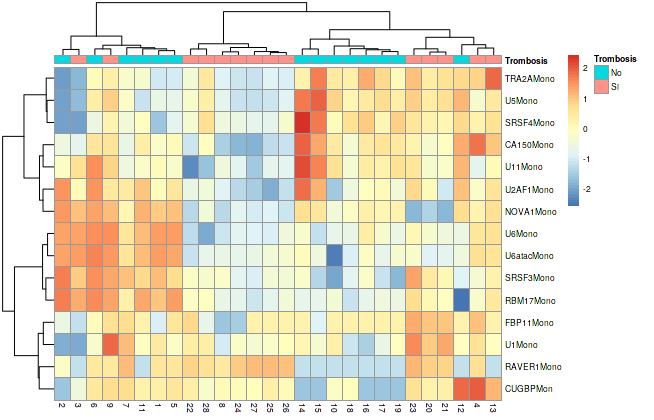 Trombosis
TRA2AMono
U5Mono
SRSF4Mono
CA150Mono
U11Mono
U2AF1Mono
NOVA1Mono
U6Mono
U6atacMono
SRSF3Mono
RBM17Mono
FBP11Mono
U1Mono
RAVER1Mono
CUGBPMon
2 3 6 9 7 11 1 5 22 28 8 24 27 25 26 14 15 10 18 16 17 19 23 20 21 12 4 13
2
1
0
-1
-2
Trombosis
No
SI